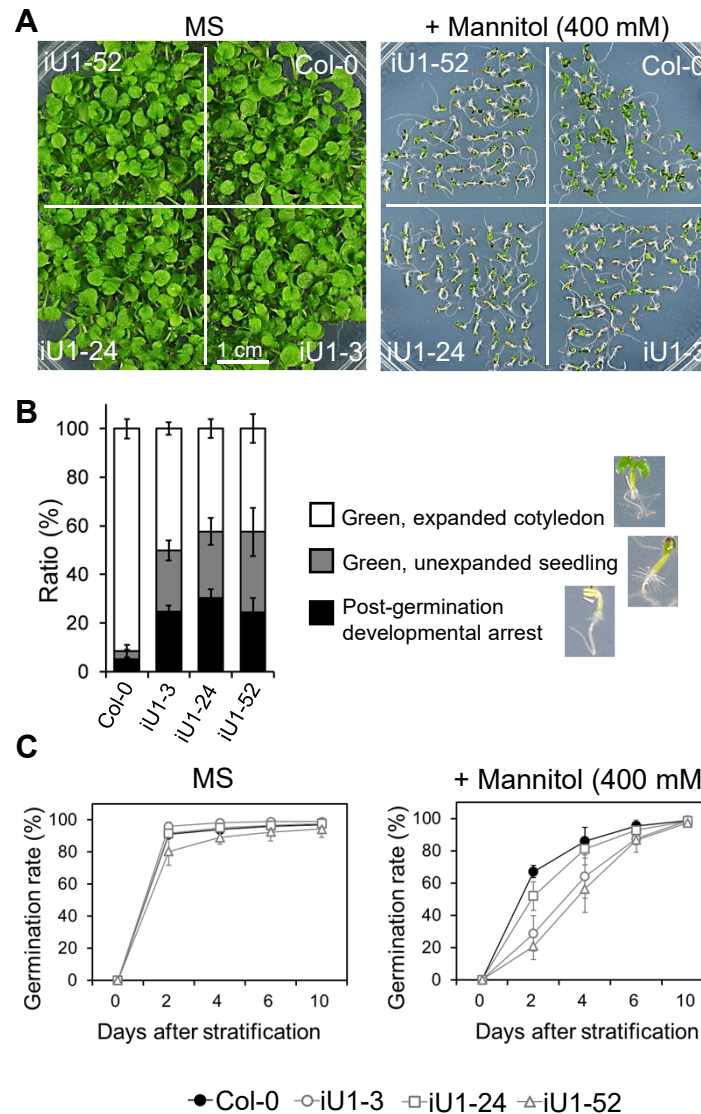 A
MS
+ Mannitol (400 mM)
iU1-52
Col-0
iU1-24
1 cm
iU1-3
iU1-52
Col-0
iU1-24
iU1-3
B
Ratio (%)
100
80
60
40
20
0
Col-0
iU1-3
iU1-24
iU1-52
Green, expanded cotyledon
Green, unexpanded seedling
Post-germination
developmental arrest
C
MS
Germination rate (%)
100
80
60
40
20
0
0 2 4 6 10
Days after stratification
+ Mannitol (400 mM
Germination rate (%)
100
80
60
40
20
0
0 2 4 6 10
Days after stratification
Col-0 iU1-3 iU1-24 iU1-52